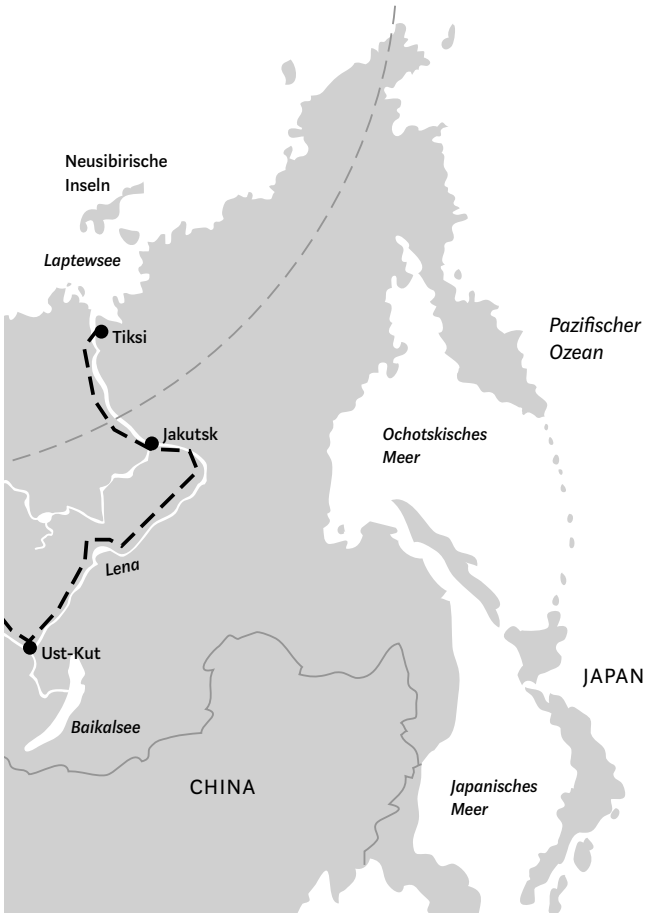 Neusibirische
Inseln
Laptewsee
Tiksi
Pazifischer
Ozean
Jakutsk
Ochotskisches
Meer
Lena
Ust-Kut
JAPAN
Baikalsee
CHINA
Japanisches
Meer